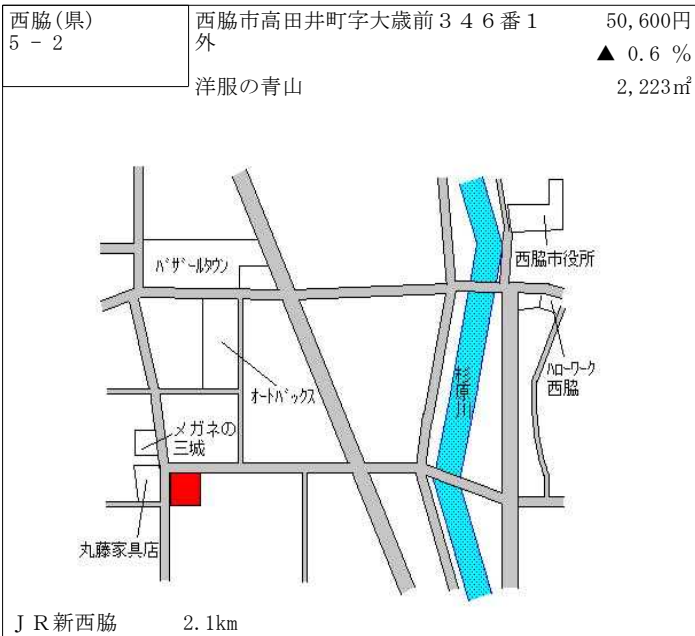 西脇(県)
5 - 2
西脇市高田井町字大歳前３４６番１
外
50,600円
▲ 0.6 %
洋服の青山
2,223㎡
ﾊﾞｻﾞｰﾙﾀｳﾝ
西脇市役所
ﾊﾛｰﾜｰｸ
西脇
杉原川
ｵｰﾄﾊﾞｯｸｽ
メガネの
三城
丸藤家具店
ＪＲ新西脇
2.1km